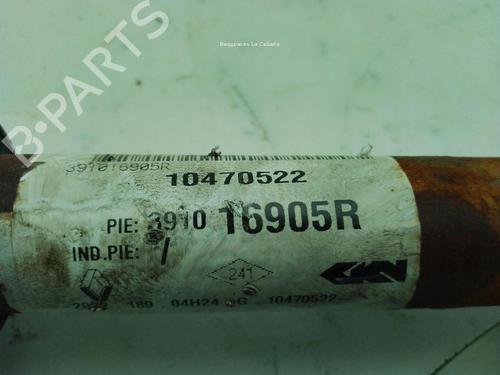 Desguaces La Cabaña
B-PARTS
391016905R
10470522
PIE: 3910 16905R
IND.PIE: /
241
189 04H24 G 10470522